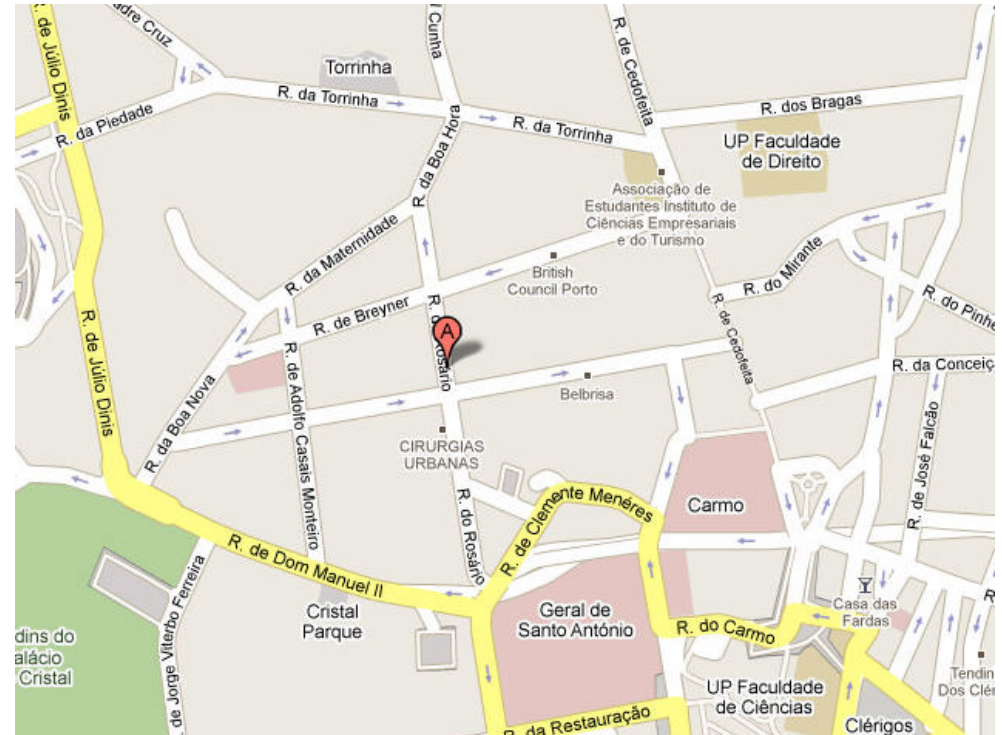 adre Cruz
R. de Júlio Dinis
R. da Piedade
Torrinha
R. da Torrinha
l Cunha
R. de Cedofeita
R. dos Bragas
R. da Torrinha
R. da Boa Hora
UP Faculdade
de Direito
Associação de
Estudantes Instituto de
Ciências Empresariais
e do Turismo
R. da Maternidade
British
Council Porto
R. do Mirante
R. de Breyner
R. do Pinhe
R. de Cedofeita
A
Rosário
R. de Júlio Dinis
R. da Conceiç
R. da Boa Nova
R. de Adolfo Casais Monteiro
Belbrisa
CIRURGIAS
URBANAS
R. de José Falcão
R. do Rosário
R. de Clemente Menéres
Carmo
R. de Dom Manuel II
R. de Jorge Viterbo Ferreira
Cristal
Parque
Geral de
Santo António
R. do Carmo
Casa das
Fardas
R
dins do
alácio
Cristal
Tendin
Dos Clér
UP Faculdade
de Ciências
R. da Restauração
Clérigos